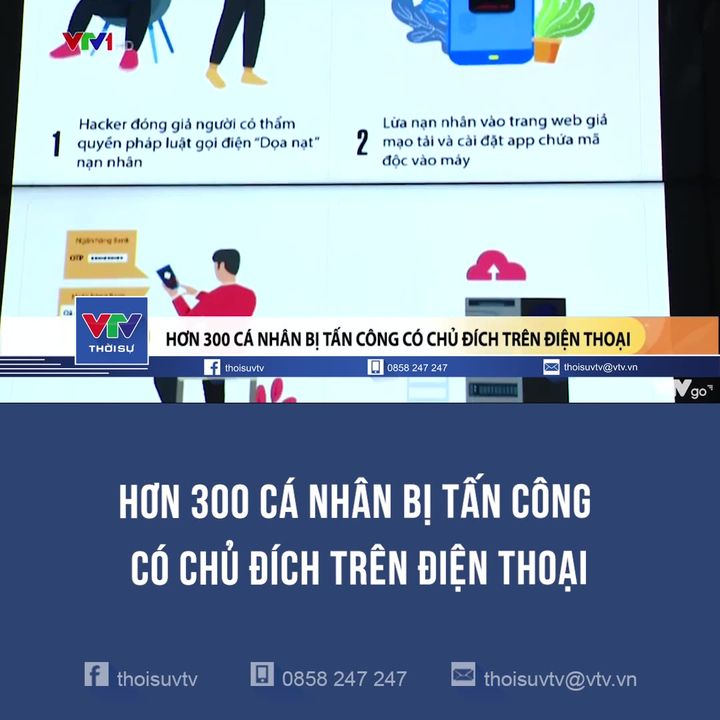 VTV1 HD
1
Hacker đóng giả người có thẩm
quyền pháp luật gọi điện "Dọa nạt"
nạn nhân
2
Lừa nạn nhân vào trang web giả
mạo tải và cài đặt app chứa mã
độc vào máy
Ngân hàng Bank
OTP
VTV
THỜI SỰ
HƠN 300 CÁ NHÂN BỊ TẤN CÔNG CÓ CHỦ ĐÍCH TRÊN ĐIỆN THOẠI
thoisuvtv 0858 247 247 thoisuvtv@vtv.vn
VTV go
HƠN 300 CÁ NHÂN BỊ TẤN CÔNG
CÓ CHỦ ĐÍCH TRÊN ĐIỆN THOẠI
thoisuvtv 0858 247 247 thoisuvtv@vtv.vn